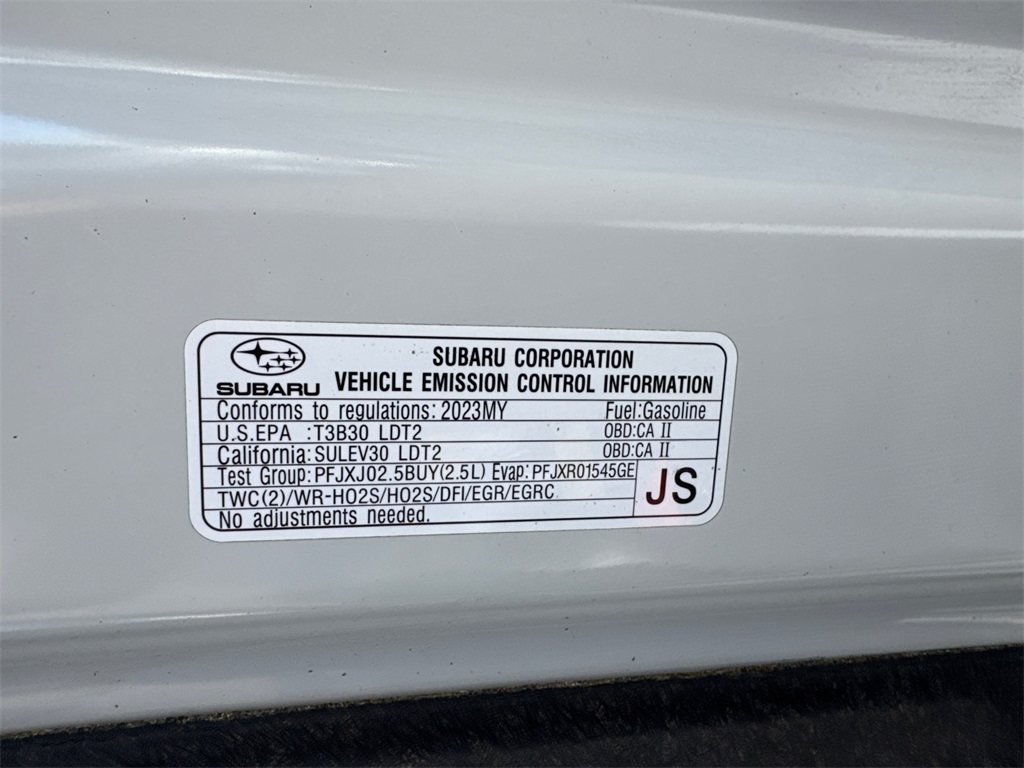 SUBARU
SUBARU CORPORATION
VEHICLE EMISSION CONTROL INFORMATION
Conforms to regulations: 2023MY Fuel:Gasoline
U.S.EPA :T3B30 LDT2 OBD:CA II
California:SULEV30 LDT2 OBD:CA II
Test Group:PFJXJ02.5BUY(2.5L) Evap:PFJXR01545GE
TWC(2)/WR-HO2S/HO2S/DFI/EGR/EGRC
No adjustments needed.
JS